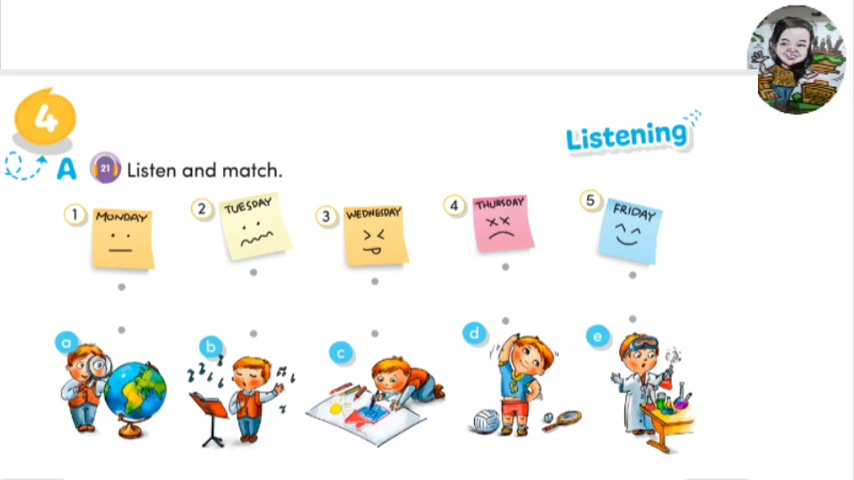 4
Listening
A 21 Listen and match.
1 MONDAY
2 TUESDAY
3 WEDNESDAY
4 THURSDAY
5 FRIDAY
a
b
c
d
e